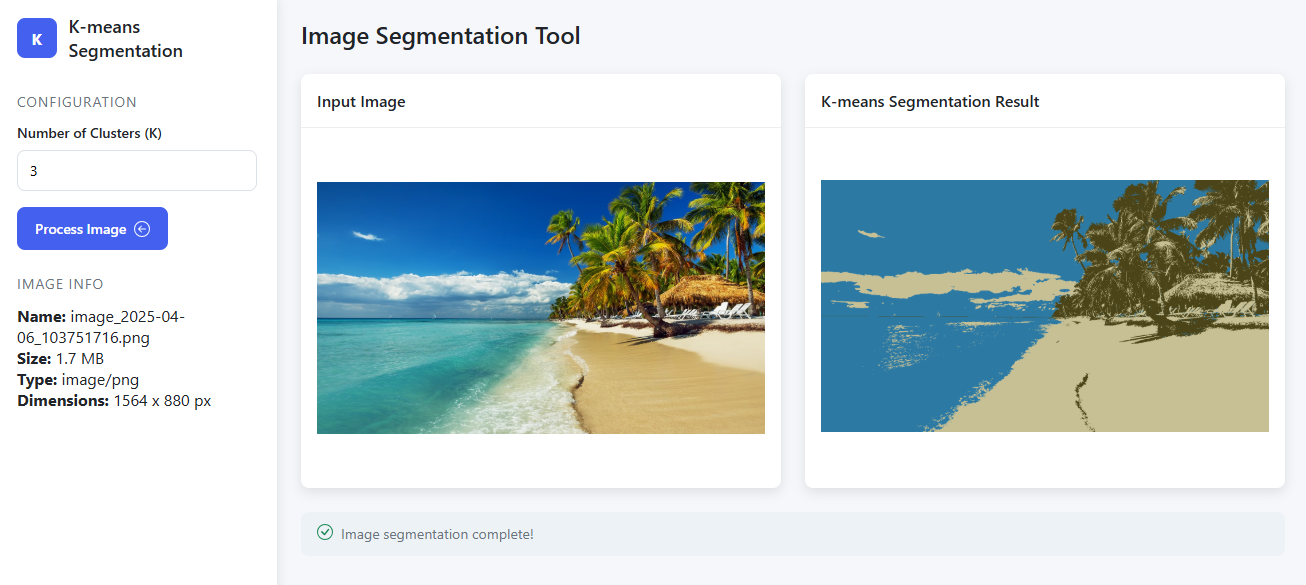 K
K-means
Segmentation
CONFIGURATION
Number of Clusters (K)
3
Process Image
IMAGE INFO
Name: image_2025-04-
06_103751716.png
Size: 1.7 MB
Type: image/png
Dimensions: 1564 x 880 px
Image Segmentation Tool
Input Image
K-means Segmentation Result
Image segmentation complete!